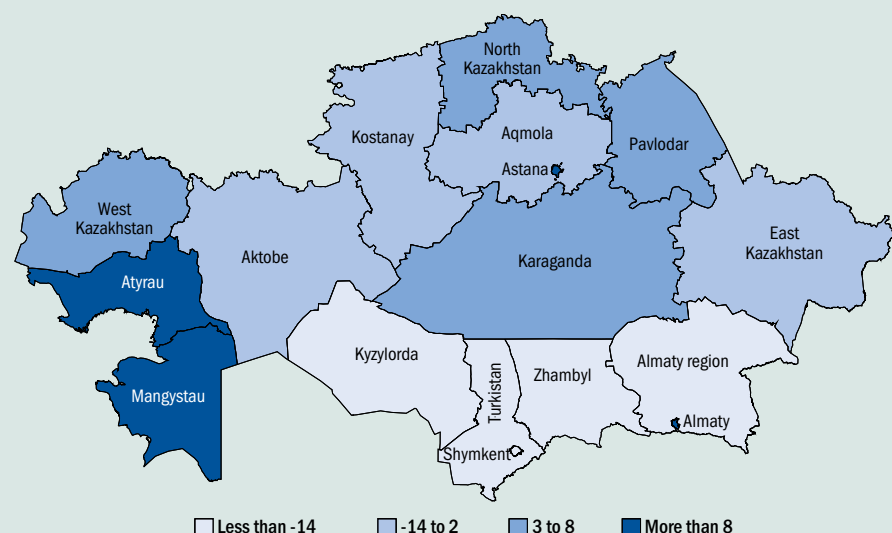 North
Kazakhstan
Kostanay
Aqmola
Pavlodar
Astana
West
Kazakhstan
East
Kazakhstan
Aktobe
Karaganda
Atyrau
Kyzylorda
Turkistan
Zhambyl
Almaty region
Mangystau
Almaty
Shymkent
Less than -14
-14 to 2
3 to 8
More than 8